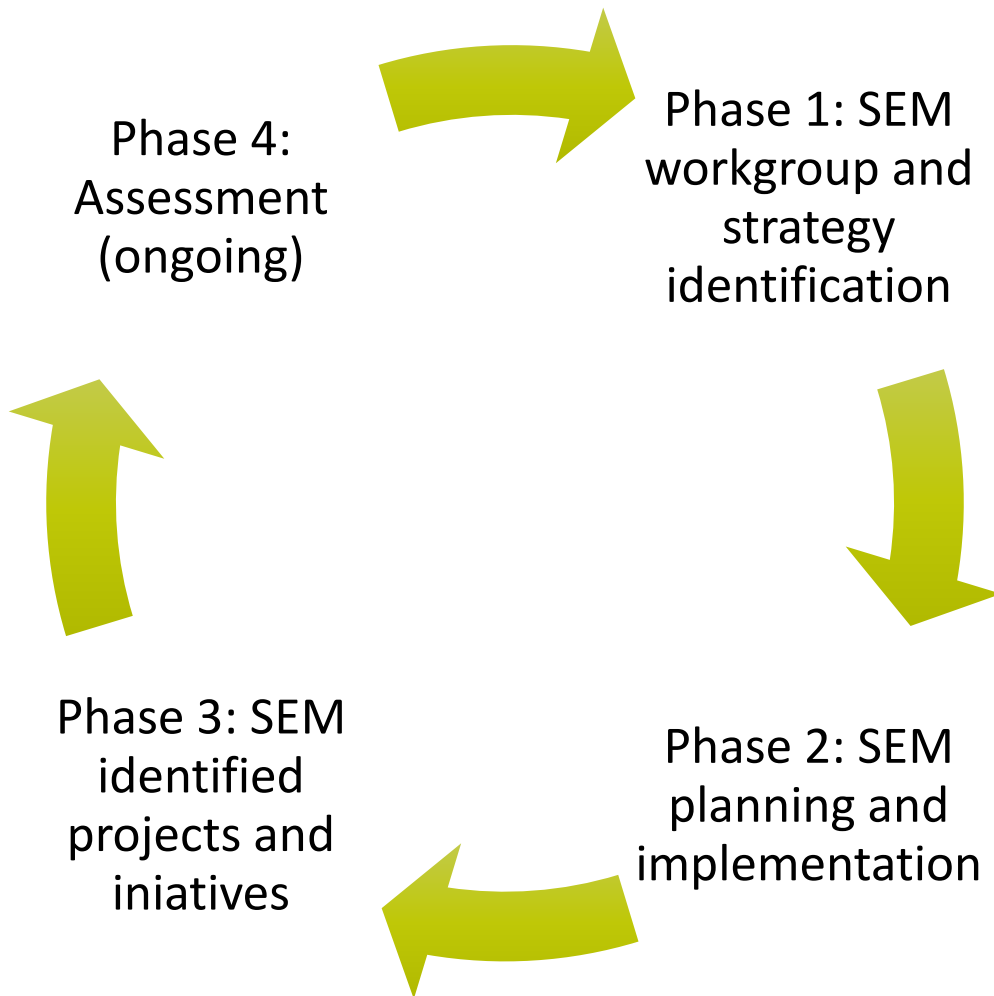 Phase 1: SEM
workgroup and
strategy
identification
Phase 2: SEM
planning and
implementation
Phase 3: SEM
identified
projects and
iniatives
Phase 4:
Assessment
(ongoing)